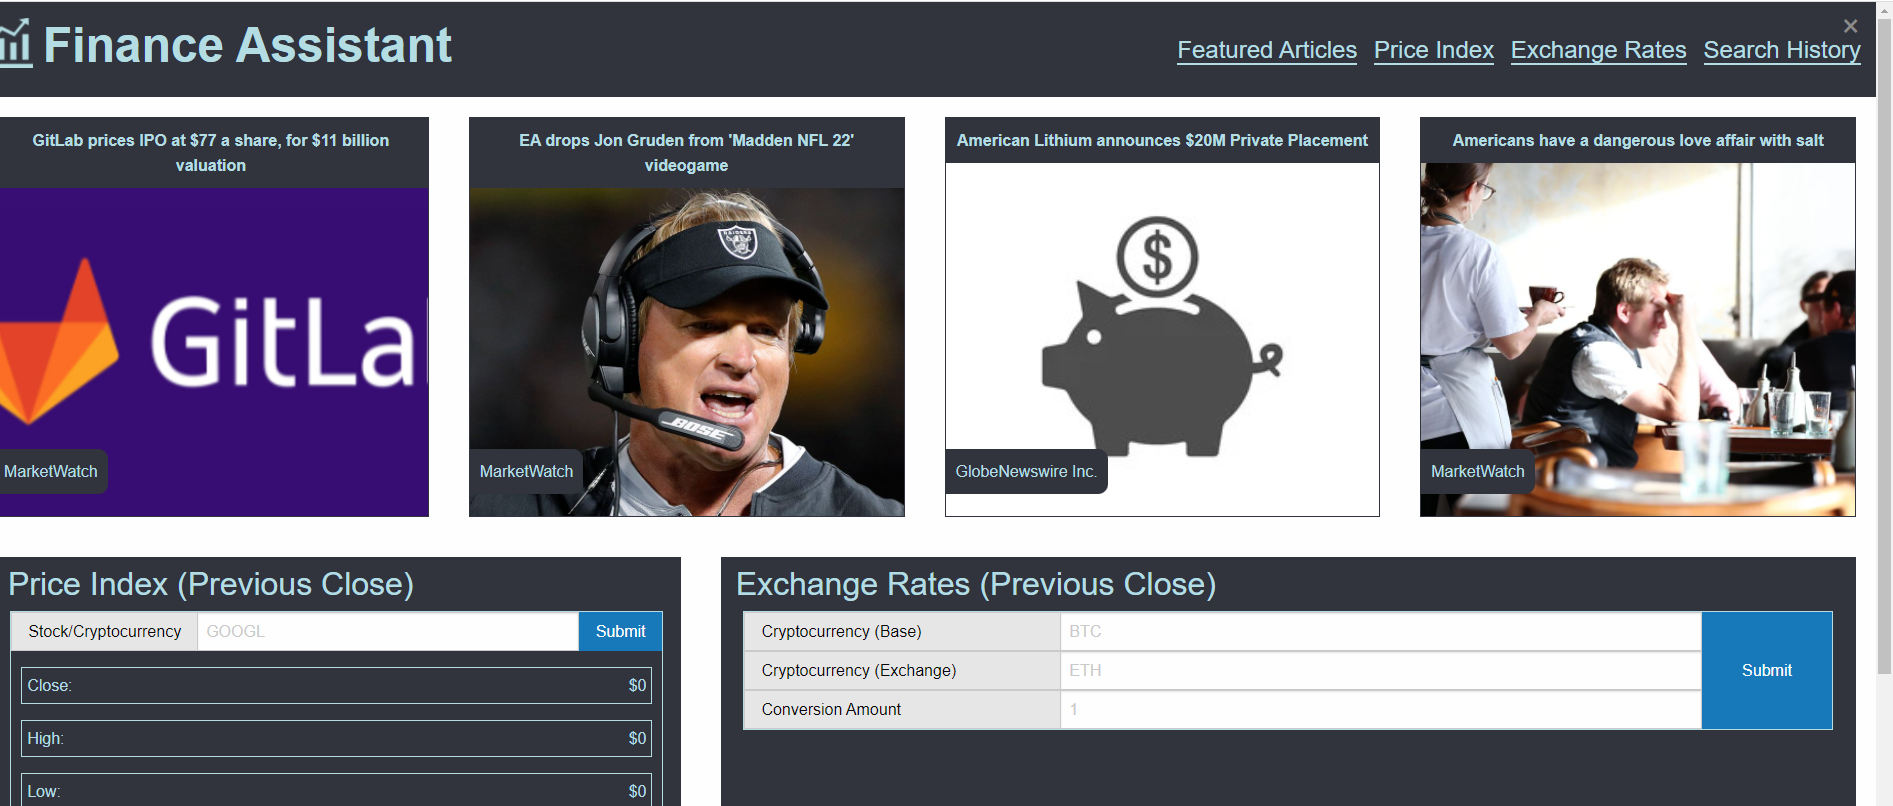 Finance Assistant
Featured Articles Price Index Exchange Rates Search History
×
GitLab prices IPO at $77 a share, for $11 billion
valuation
GitLa
MarketWatch
EA drops Jon Gruden from 'Madden NFL 22'
videogame
RAIDERS
BOSE
MarketWatch
American Lithium announces $20M Private Placement
$
GlobeNewswire Inc.
Americans have a dangerous love affair with salt
MarketWatch
Price Index (Previous Close)
Stock/Cryptocurrency GOOGL Submit
Close: $0
High: $0
Low: $0
Exchange Rates (Previous Close)
Cryptocurrency (Base) BTC
Cryptocurrency (Exchange) ETH
Conversion Amount 1
Submit